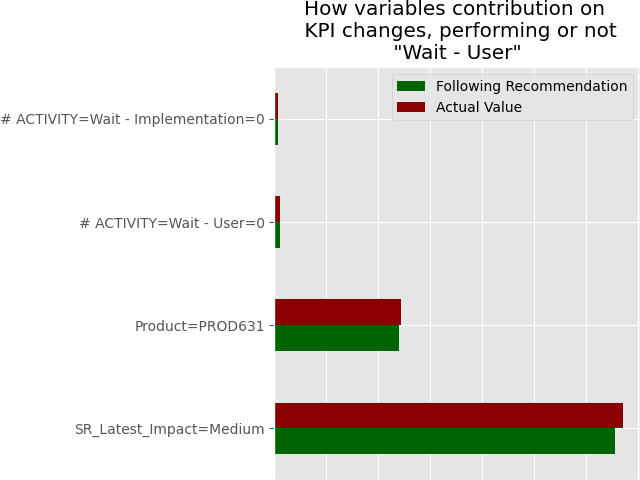 How variables contribution on
KPI changes, performing or not
"Wait - User"
Following Recommendation
Actual Value
# ACTIVITY=Wait - Implementation=0
# ACTIVITY=Wait - User=0
Product=PROD631
SR_Latest_Impact=Medium